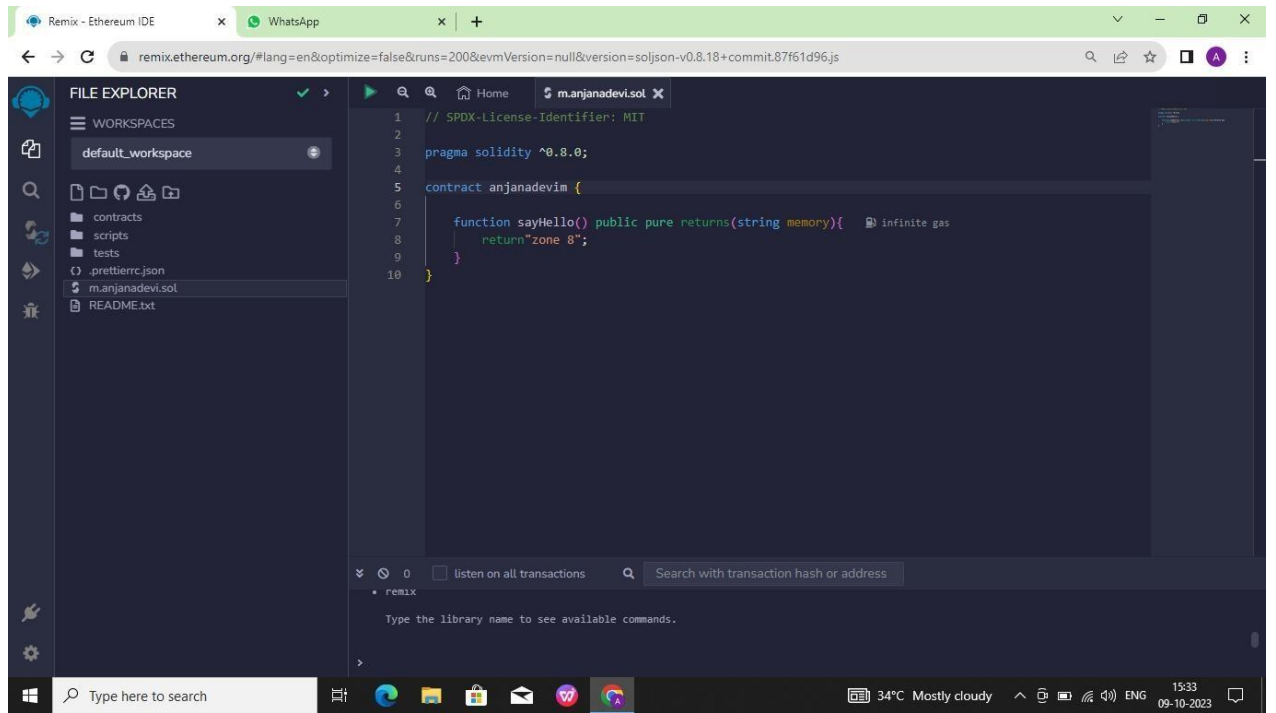 Remix - Ethereum IDE
WhatsApp
remix.ethereum.org/#lang=en&optimize=false&runs=200&evmVersion=null&version=soljson-v0.8.18+commit.87f61d96.js
A
FILE EXPLORER
WORKSPACES
default_workspace
contracts
scripts
tests
.prettierrc.json
m.anjanadevi.sol
README.txt
Home
m.anjanadevi.sol
1 // SPDX-License-Identifier: MIT
2
3 pragma solidity ^0.8.0;
4
5 contract anjanadevim {
6
7 function sayHello() public pure returns(string memory){ infinite gas
8 return"zone 8";
9 }
10 }
0 listen on all transactions Search with transaction hash or address
remix
Type the library name to see available commands.
>
Type here to search
34°C Mostly cloudy
ENG
15:33
09-10-2023